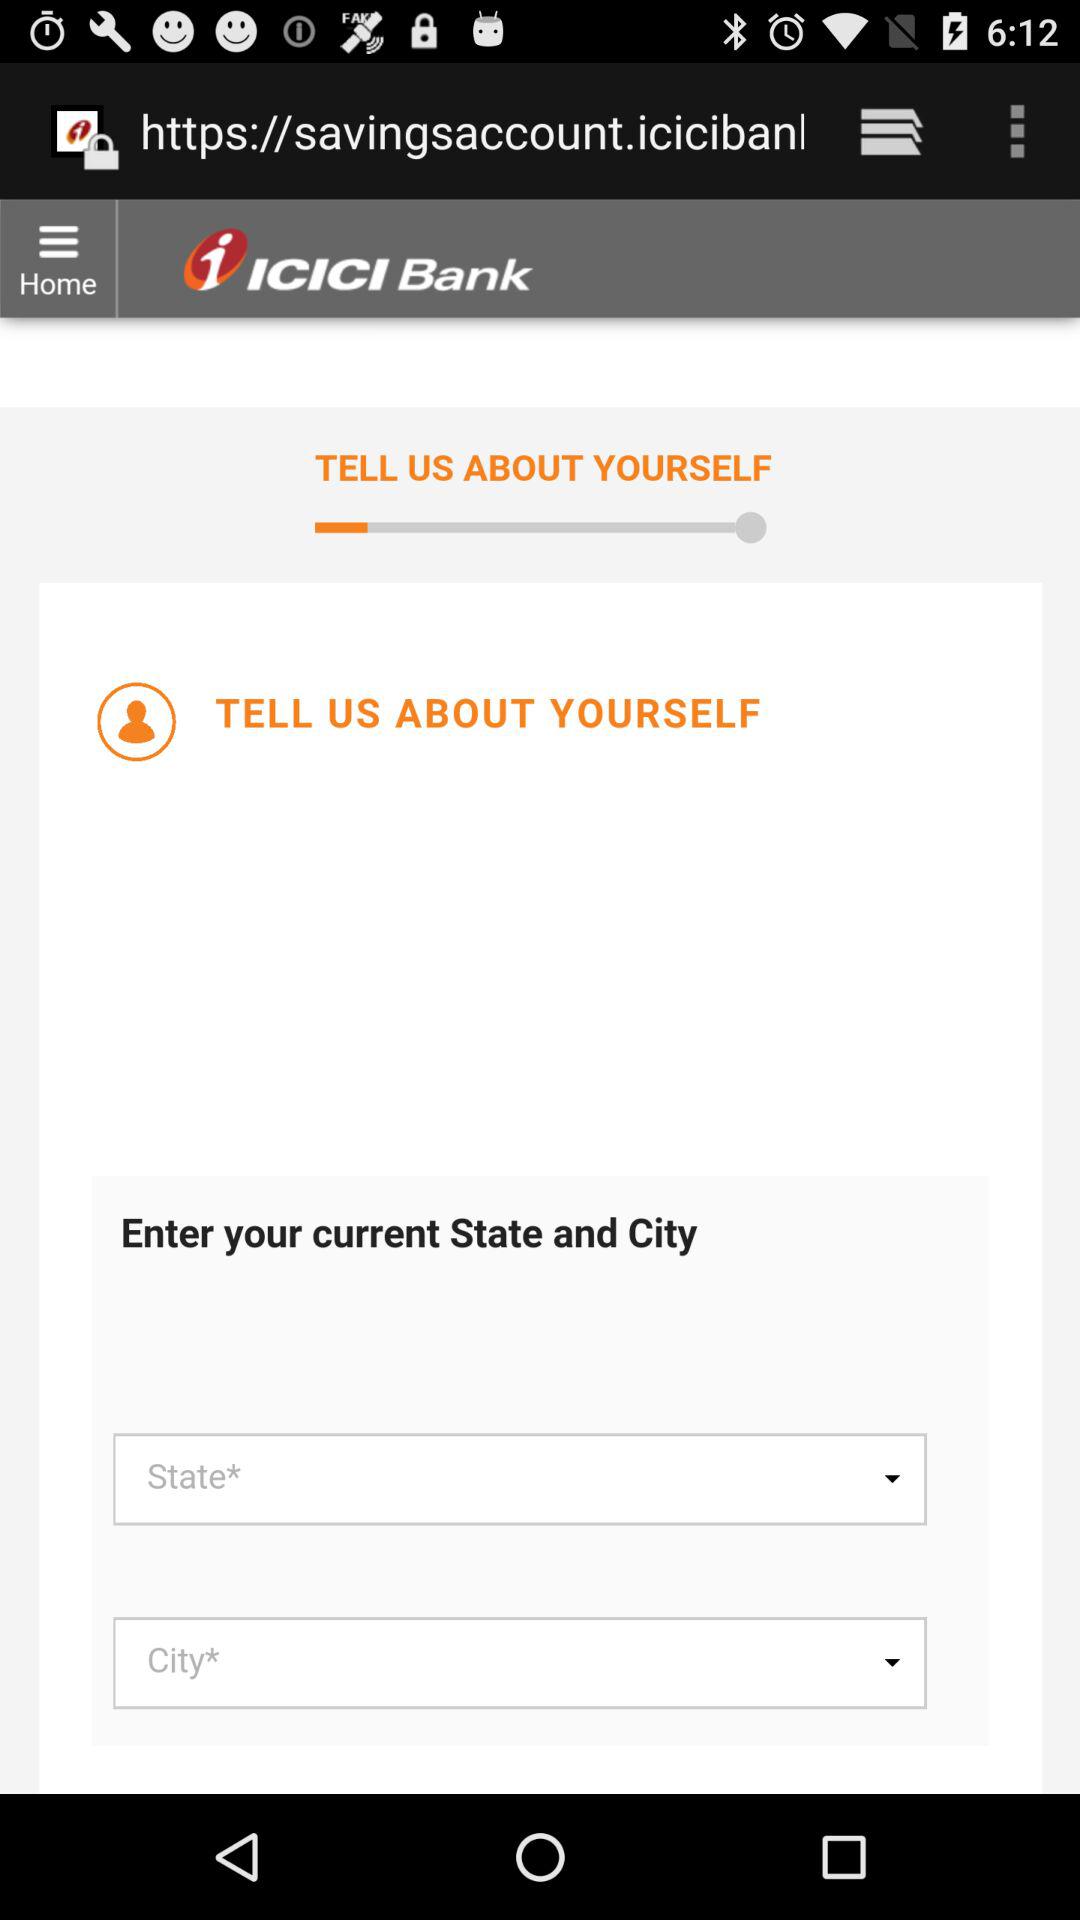 FAKE
6:12
https://savingsaccount.icicibanl
Home
ICICI Bank
TELL US ABOUT YOURSELF
TELL US ABOUT YOURSELF
Enter your current State and City
State*
City*